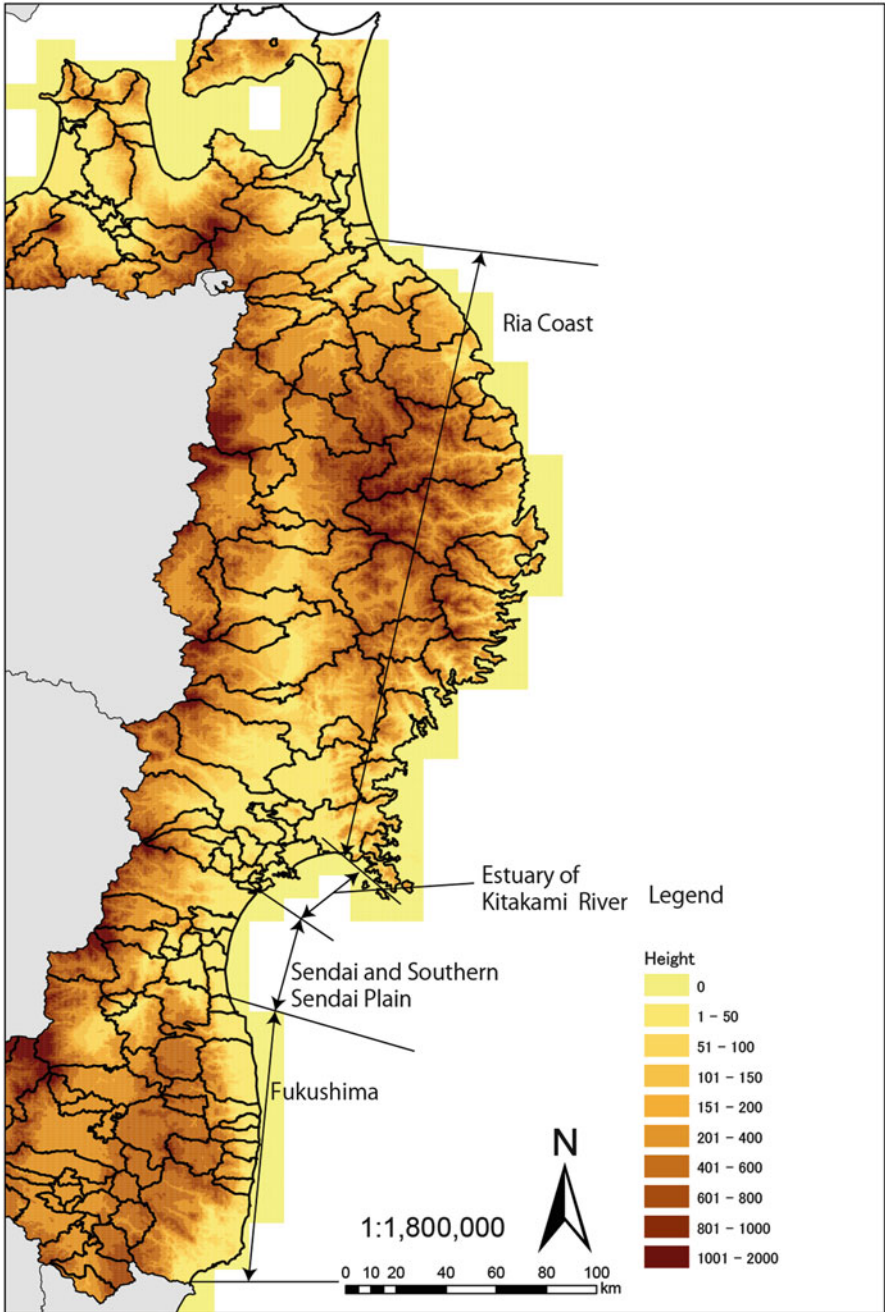 Ria Coast
Estuary of
Kitakami River
Legend
Sendai and Southern
Sendai Plain
Fukushima
Height
0
1 - 50
51 - 100
101 - 150
151 - 200
201 - 400
401 - 600
601 - 800
801 - 1000
1001 - 2000
N
1:1,800,000
0 10 20 40 60 80 100
km